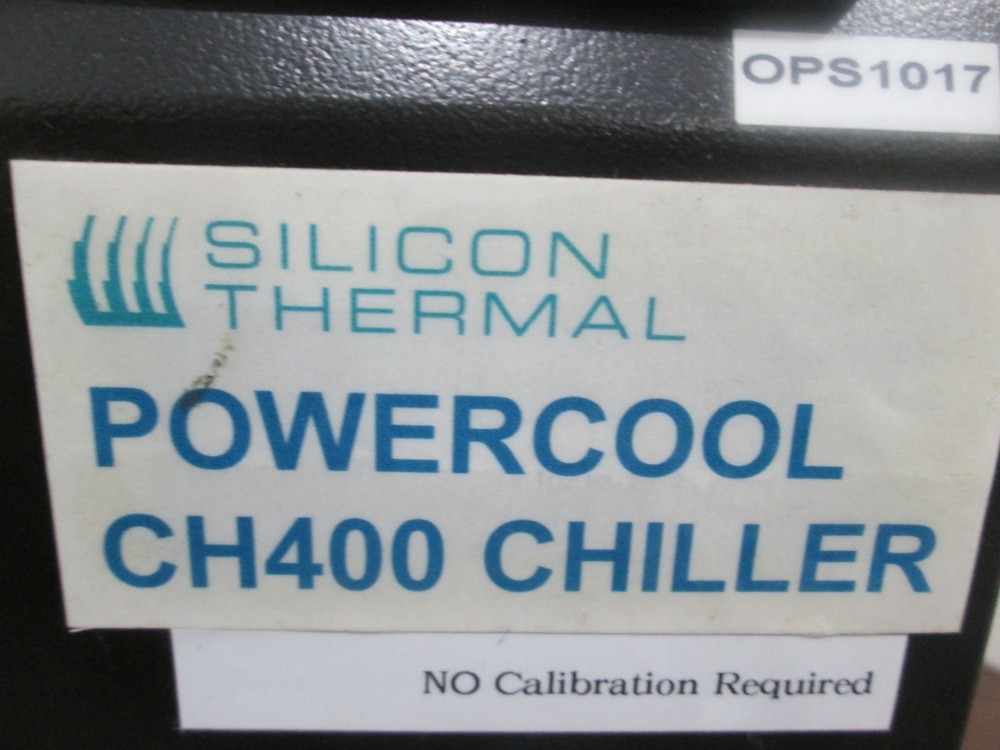 OPS1017
SILICON
THERMAL
POWERCOOL
CH400 CHILLER
NO Calibration Required